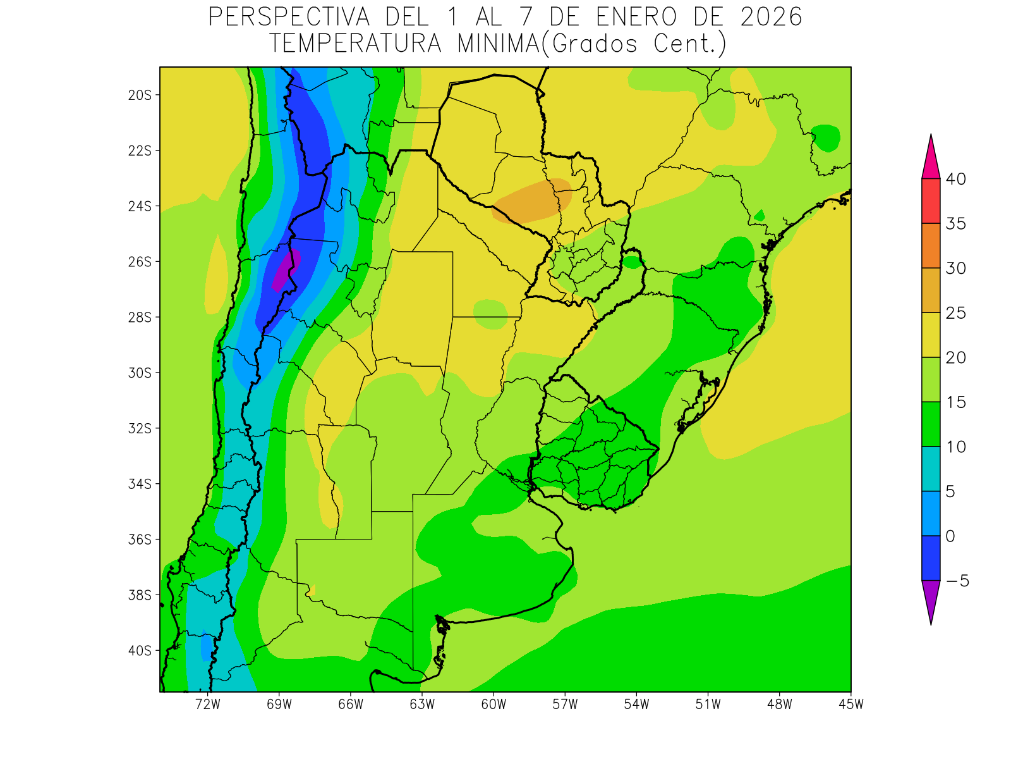 PERSPECTIVA DEL 1 AL 7 DE ENERO DE 2026
TEMPERATURA MINIMA(Grados Cent.)
20S
22S
24S
26S
28S
30S
32S
34S
36S
38S
40S
72W 69W 66W 63W 60W 57W 54W 51W 48W 45W
40
35
30
25
20
15
10
5
0
−5